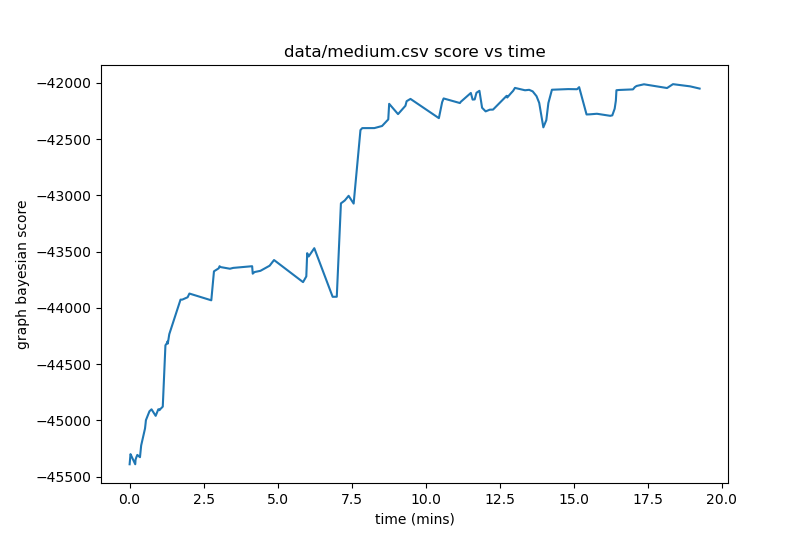 data/medium.csv score vs time
graph bayesian score
−42000
−42500
−43000
−43500
−44000
−44500
−45000
−45500
0.0 2.5 5.0 7.5 10.0 12.5 15.0 17.5 20.0
time (mins)